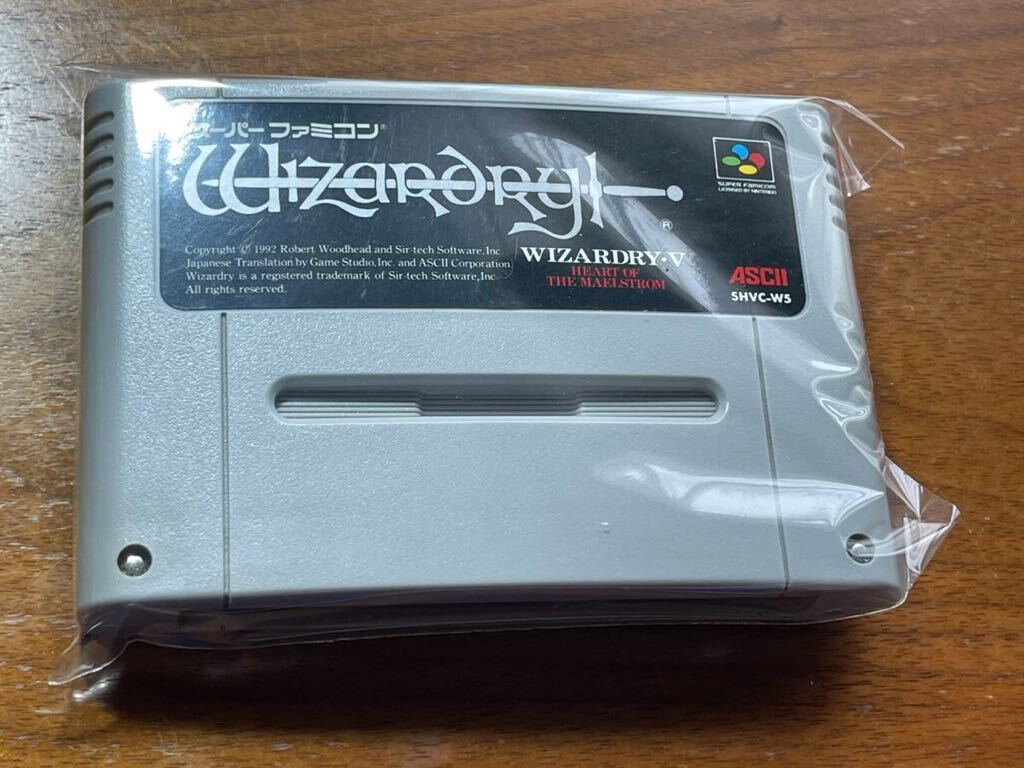 スーパーファミコン®
Wizardry
®
SUPER FAMICOM
LICENSED BY NINTENDO
Copyright © 1992 Robert Woodhead and Sir-tech Software, Inc.
Japanese Translation by Game Studio, Inc. and ASCII Corporation.
Wizardry is a registered trademark of Sir-tech Software, Inc.
All rights reserved.
WIZARDRY·V
HEART OF
THE MAELSTROM
ASCII
SHVC-W5